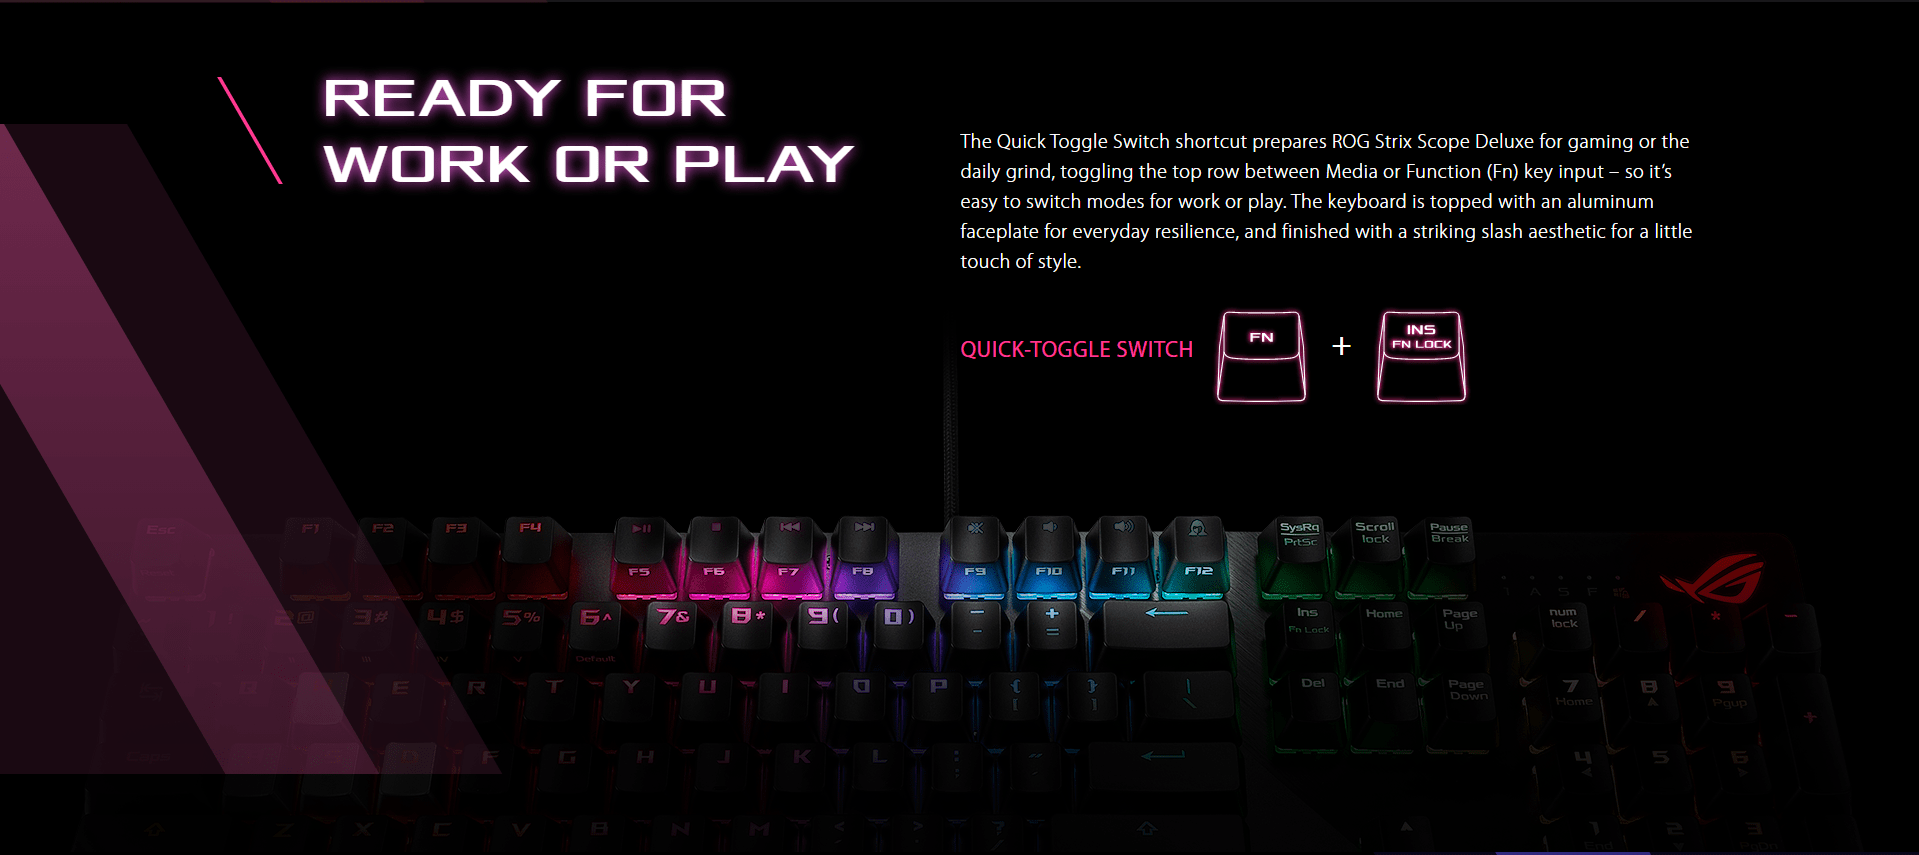 READY FOR
WORK OR PLAY
The Quick Toggle Switch shortcut prepares ROG Strix Scope Deluxe for gaming or the
daily grind, toggling the top row between Media or Function (Fn) key input – so it’s
easy to switch modes for work or play. The keyboard is topped with an aluminum
faceplate for everyday resilience, and finished with a striking slash aesthetic for a little
touch of style.
QUICK-TOGGLE SWITCH
FN
+
INS
FN LOCK
Esc F1 F2 F3 F4
SysRq Scroll Pause
PrtSc lock Break
F5 F6 F7 F8 F9 F10 F11 F12
2@ 3# 4$ 5% 6^ 7& 8* 9( 0) - + Ins Home Page num / * -
_ = Fn Lock Up lock
Default
E R T Y U I O P { } | Del End Page 7 8 9
[ ] \ Down Home PgUp +
F G H J K L : ~ 4 5 6
Z X C V B N M < > ? 1 2 3
End PgDn